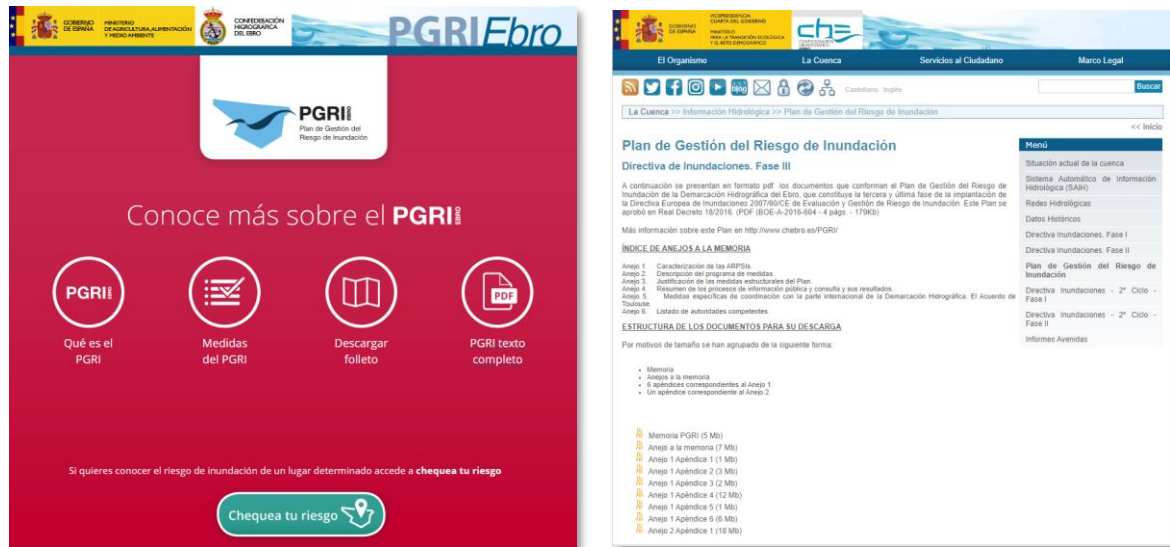 GOBIERNO
DE ESPAÑA
MINISTERIO
DE AGRICULTURA, ALIMENTACIÓN
Y MEDIO AMBIENTE
CONFEDERACIÓN
HIDROGRÁFICA
DEL EBRO
PGRIEbro
PGRI EBRO
Plan de Gestión del
Riesgo de Inundación
Conoce más sobre el PGRI EBRO
PGRI EBRO
Qué es el
PGRI
Medidas
del PGRI
Descargar
folleto
PDF
PGRI texto
completo
Si quieres conocer el riesgo de inundación de un lugar determinado accede a chequea tu riesgo
Chequea tu riesgo
GOBIERNO
DE ESPAÑA
VICEPRESIDENCIA
CUARTA DEL GOBIERNO
MINISTERIO
PARA LA TRANSICIÓN ECOLÓGICA
Y EL RETO DEMOGRÁFICO
che
El Organismo
La Cuenca
Servicios al Ciudadano
Marco Legal
blog
Castellano Inglés
Buscar
La Cuenca >> Información Hidrológica >> Plan de Gestión del Riesgo de Inundación
<< Inicio
Plan de Gestión del Riesgo de Inundación
Directiva de Inundaciones. Fase III
A continuación se presentan en formato pdf los documentos que conforman el Plan de Gestión del Riesgo de
Inundación de la Demarcación Hidrográfica del Ebro, que constituye la tercera y última fase de la implantación de
la Directiva Europea de Inundaciones 2007/60/CE de Evaluación y Gestión de Riesgo de Inundación. Este Plan se
aprobó en Real Decreto 18/2016. (PDF (BOE-A-2016-604 - 4 págs. - 179Kb)
Más información sobre este Plan en http://www.chebro.es/PGRI/
ÍNDICE DE ANEJOS A LA MEMORIA
Anejo 1. Caracterización de las ARPSIs.
Anejo 2. Descripción del programa de medidas.
Anejo 3. Justificación de las medidas estructurales del Plan.
Anejo 4. Resumen de los procesos de información pública y consulta y sus resultados.
Anejo 5. Medidas específicas de coordinación con la parte internacional de la Demarcación Hidrográfica: El Acuerdo de
Toulouse.
Anejo 6. Listado de autoridades competentes.
ESTRUCTURA DE LOS DOCUMENTOS PARA SU DESCARGA
Por motivos de tamaño se han agrupado de la siguiente forma:
Memoria
Anejos a la memoria
6 apéndices correspondientes al Anejo 1
Un apéndice correspondiente al Anejo 2
Memoria PGRI (5 Mb)
Anejo a la memoria (7 Mb)
Anejo 1 Apéndice 1 (1 Mb)
Anejo 1 Apéndice 2 (3 Mb)
Anejo 1 Apéndice 3 (2 Mb)
Anejo 1 Apéndice 4 (12 Mb)
Anejo 1 Apéndice 5 (1 Mb)
Anejo 1 Apéndice 6 (6 Mb)
Anejo 2 Apéndice 1 (18 Mb)
Menú
Situación actual de la cuenca
Sistema Automático de Información
Hidrológica (SAIH)
Redes Hidrológicas
Datos Históricos
Directiva Inundaciones. Fase I
Directiva Inundaciones. Fase II
Plan de Gestión del Riesgo de
Inundación
Directiva Inundaciones - 2º Ciclo -
Fase I
Directiva Inundaciones - 2º Ciclo -
Fase II
Informes Avenidas